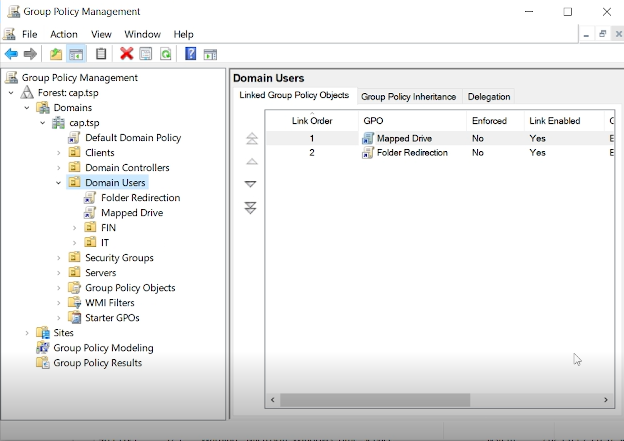 Group Policy Management
File Action View Window Help
Group Policy Management
Forest: cap.tsp
Domains
cap.tsp
Default Domain Policy
Clients
Domain Controllers
Domain Users
Folder Redirection
Mapped Drive
FIN
IT
Security Groups
Servers
Group Policy Objects
WMI Filters
Starter GPOs
Sites
Group Policy Modeling
Group Policy Results
Domain Users
Linked Group Policy Objects Group Policy Inheritance Delegation
Link Order GPO Enforced Link Enabled
1 Mapped Drive No Yes E
2 Folder Redirection No Yes E